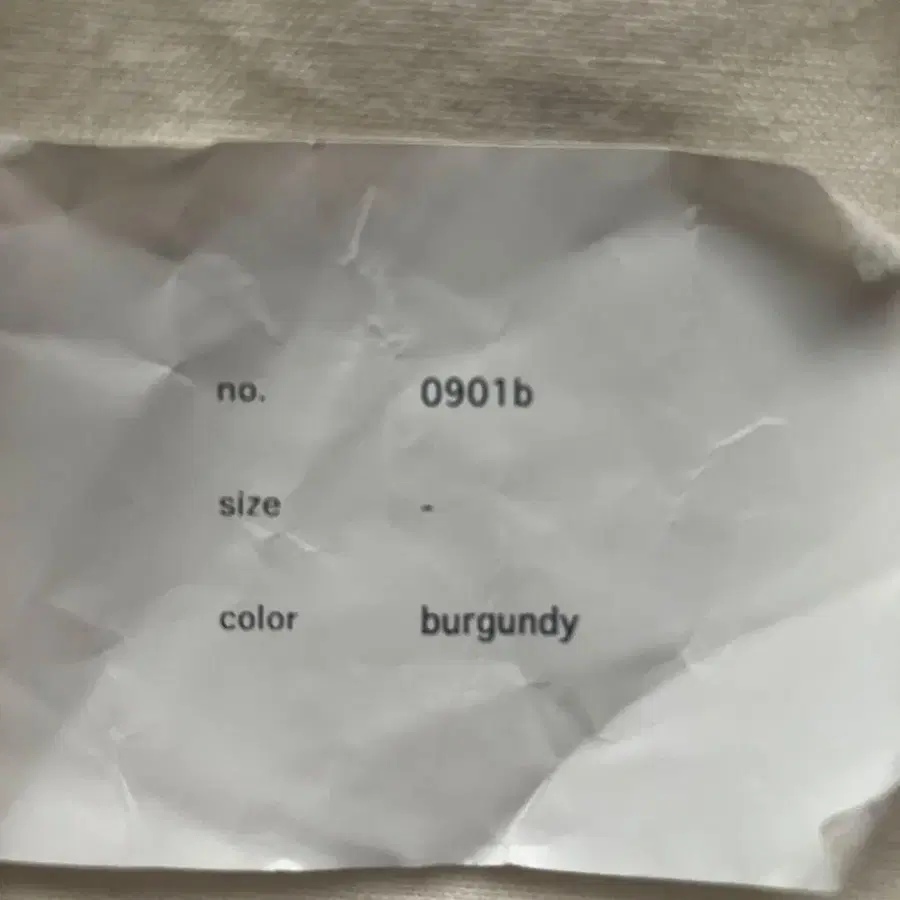 no. 0901b
size -
color burgundy